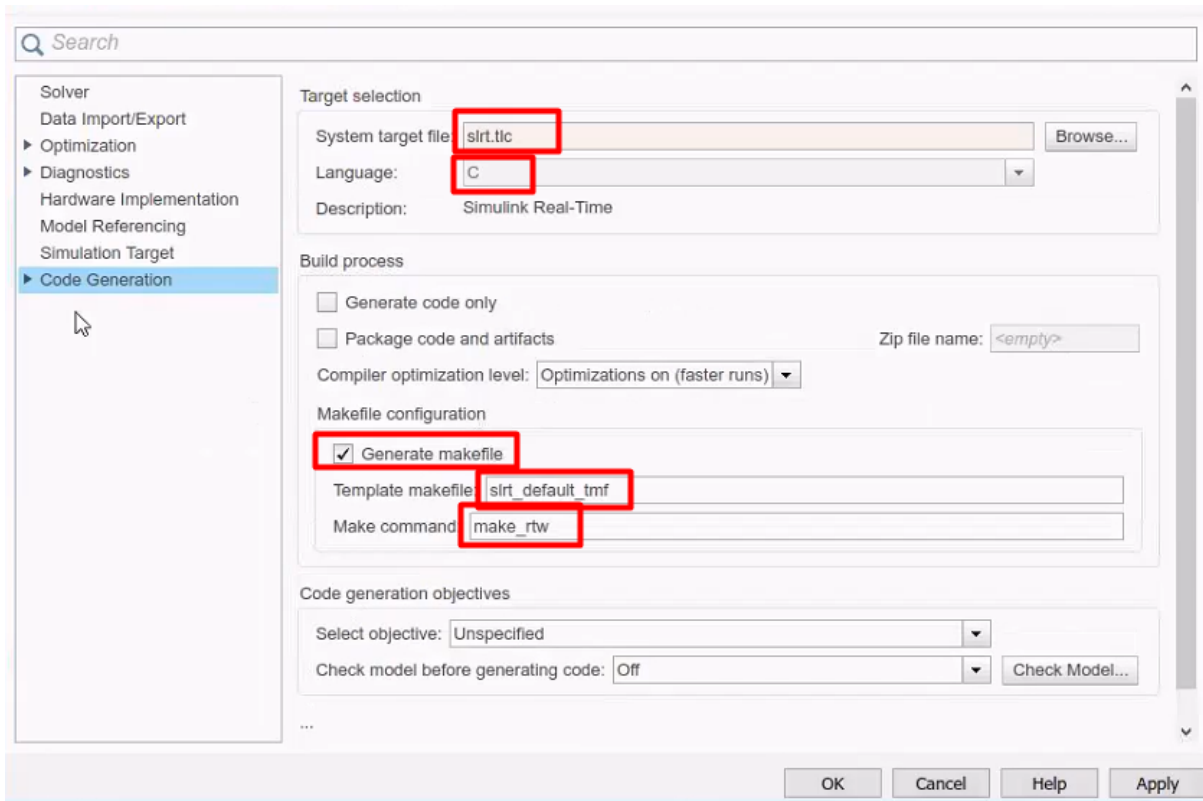 Search
Solver
Data Import/Export
Optimization
Diagnostics
Hardware Implementation
Model Referencing
Simulation Target
Code Generation
Target selection
System target file: slrt.tlc Browse...
Language: C
Description: Simulink Real-Time
Build process
Generate code only
Package code and artifacts Zip file name: <empty>
Compiler optimization level: Optimizations on (faster runs)
Makefile configuration
Generate makefile
Template makefile: slrt_default_tmf
Make command: make_rtw
Code generation objectives
Select objective: Unspecified
Check model before generating code: Off Check Model...
...
OK Cancel Help Apply